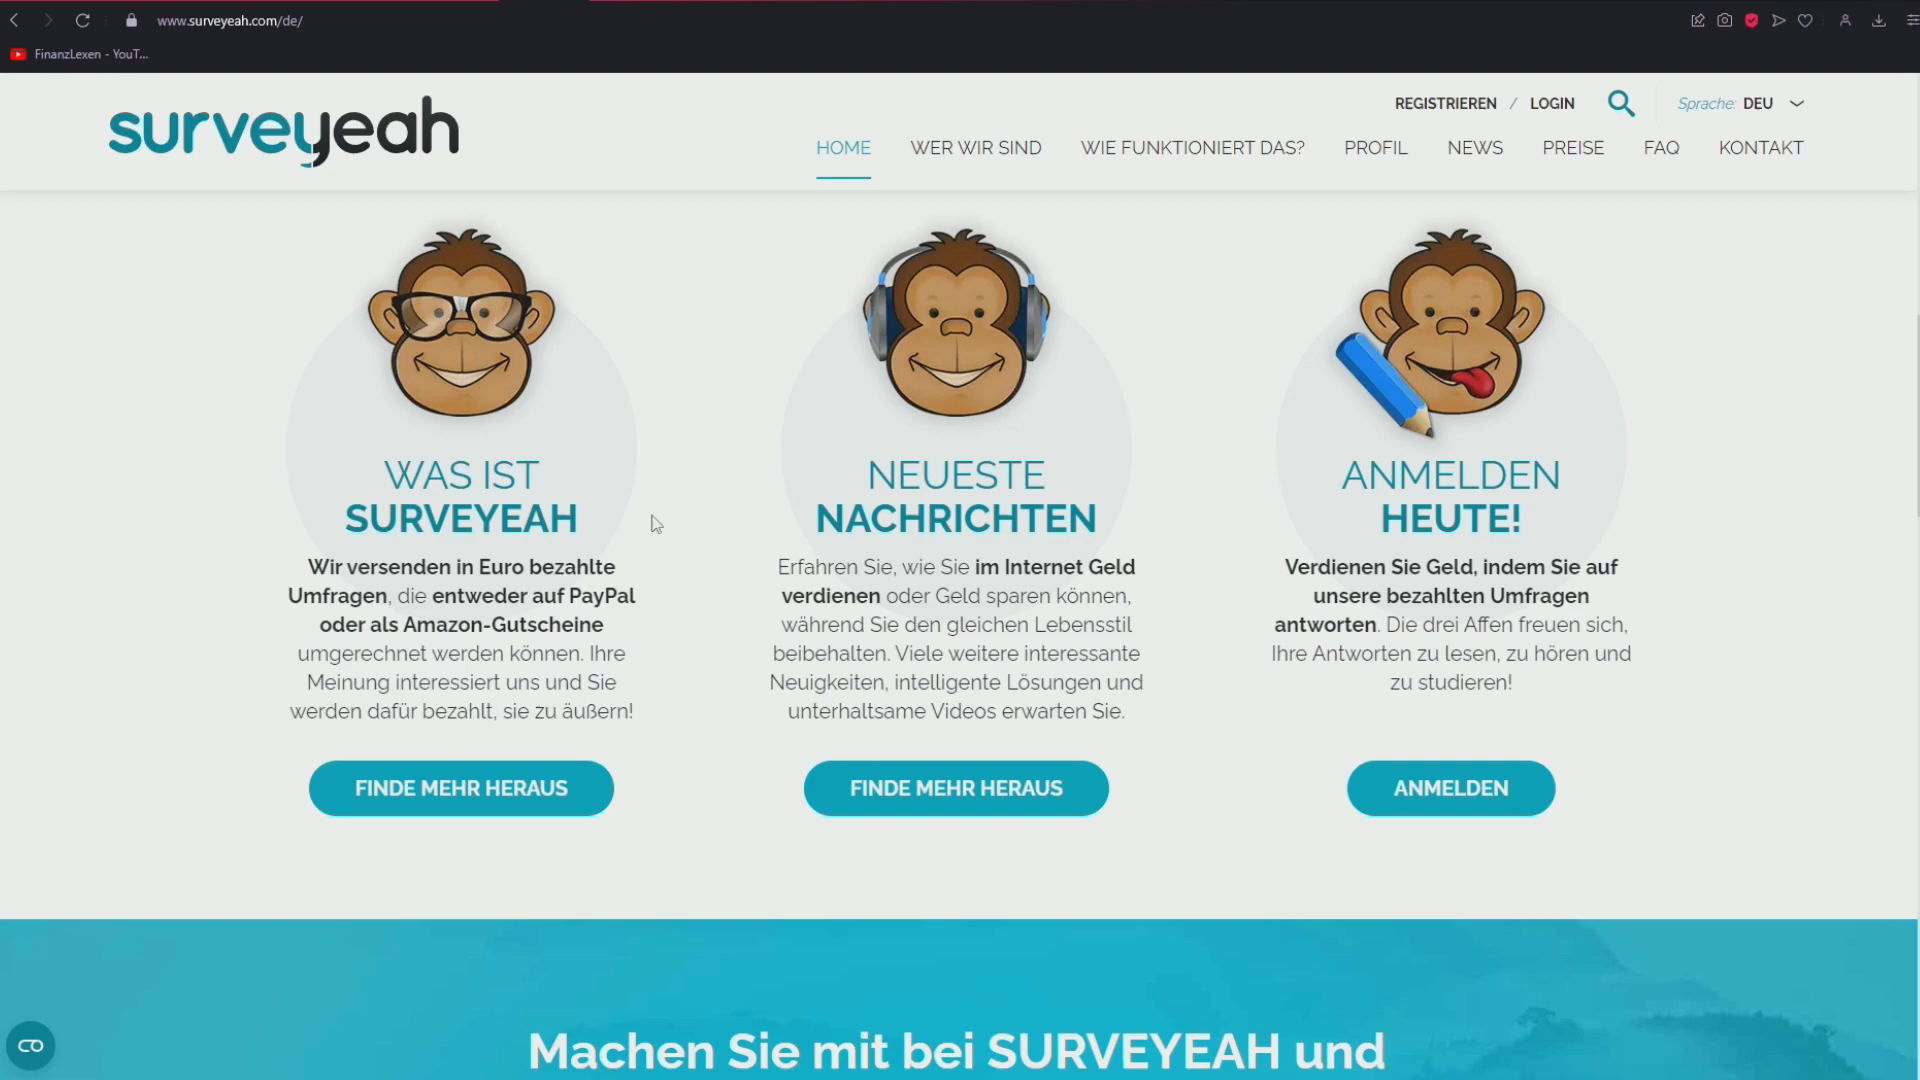 www.surveyeah.com/de/
FinanzLexen - YouT...
surveyeah
REGISTRIEREN / LOGIN
Sprache: DEU
HOME
WER WIR SIND
WIE FUNKTIONIERT DAS?
PROFIL
NEWS
PREISE
FAQ
KONTAKT
WAS IST
SURVEYEAH
Wir versenden in Euro bezahlte
Umfragen, die entweder auf PayPal
oder als Amazon-Gutscheine
umgerechnet werden können. Ihre
Meinung interessiert uns und Sie
werden dafür bezahlt, sie zu äußern!
FINDE MEHR HERAUS
NEUESTE
NACHRICHTEN
Erfahren Sie, wie Sie im Internet Geld
verdienen oder Geld sparen können,
während Sie den gleichen Lebensstil
beibehalten. Viele weitere interessante
Neuigkeiten, intelligente Lösungen und
unterhaltsame Videos erwarten Sie.
FINDE MEHR HERAUS
ANMELDEN
HEUTE!
Verdienen Sie Geld, indem Sie auf
unsere bezahlten Umfragen
antworten. Die drei Affen freuen sich,
Ihre Antworten zu lesen, zu hören und
zu studieren!
ANMELDEN
Machen Sie mit bei SURVEYEAH und